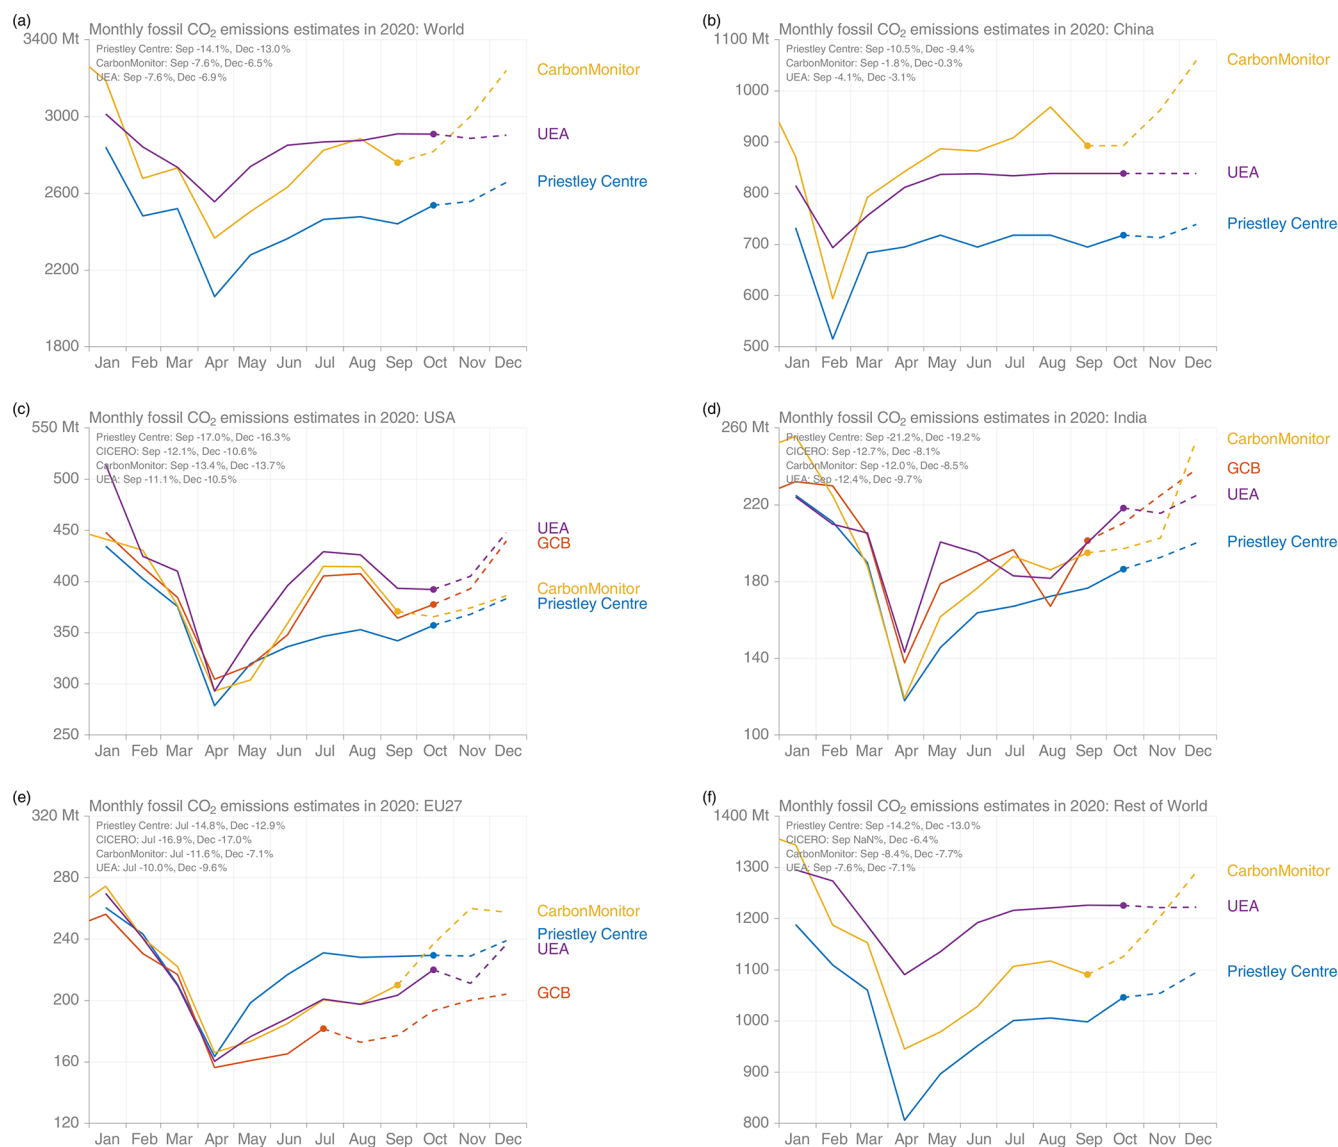 (a)
Monthly fossil CO₂ emissions estimates in 2020: World
3400 Mt
Priestley Centre: Sep -14.1%, Dec -13.0%
CarbonMonitor: Sep -7.6%, Dec-6.5%
UEA: Sep -7.6%, Dec -6.9%
CarbonMonitor
3000
UEA
Priestley Centre
2600
2200
1800
Jan Feb Mar Apr May Jun Jul Aug Sep Oct Nov Dec
(b)
Monthly fossil CO₂ emissions estimates in 2020: China
1100 Mt
Priestley Centre: Sep -10.5%, Dec -9.4%
CarbonMonitor: Sep -1.8%, Dec-0.3%
UEA: Sep -4.1%, Dec -3.1%
CarbonMonitor
1000
900
800
UEA
Priestley Centre
700
600
500
Jan Feb Mar Apr May Jun Jul Aug Sep Oct Nov Dec
(c)
Monthly fossil CO₂ emissions estimates in 2020: USA
550 Mt
Priestley Centre: Sep -17.0%, Dec -16.3%
CICERO: Sep -12.1%, Dec -10.6%
CarbonMonitor: Sep -13.4%, Dec -13.7%
UEA: Sep -11.1%, Dec -10.5%
500
450
UEA
GCB
400
CarbonMonitor
Priestley Centre
350
300
250
Jan Feb Mar Apr May Jun Jul Aug Sep Oct Nov Dec
(d)
Monthly fossil CO₂ emissions estimates in 2020: India
260 Mt
Priestley Centre: Sep -21.2%, Dec -19.2%
CICERO: Sep -12.7%, Dec -8.1%
CarbonMonitor: Sep -12.0%, Dec -8.5%
UEA: Sep -12.4%, Dec -9.7%
CarbonMonitor
GCB
UEA
220
Priestley Centre
180
140
100
Jan Feb Mar Apr May Jun Jul Aug Sep Oct Nov Dec
(e)
Monthly fossil CO₂ emissions estimates in 2020: EU27
320 Mt
Priestley Centre: Jul -14.8%, Dec -12.9%
CICERO: Jul -16.9%, Dec -17.0%
CarbonMonitor: Jul -11.6%, Dec -7.1%
UEA: Jul -10.0%, Dec -9.6%
280
CarbonMonitor
240
Priestley Centre
UEA
200
GCB
160
120
Jan Feb Mar Apr May Jun Jul Aug Sep Oct Nov Dec
(f)
Monthly fossil CO₂ emissions estimates in 2020: Rest of World
1400 Mt
Priestley Centre: Sep -14.2%, Dec -13.0%
CICERO: Sep NaN%, Dec -6.4%
CarbonMonitor: Sep -8.4%, Dec -7.7%
UEA: Sep -7.6%, Dec -7.1%
1300
CarbonMonitor
1200
UEA
1100
Priestley Centre
1000
900
800
Jan Feb Mar Apr May Jun Jul Aug Sep Oct Nov Dec